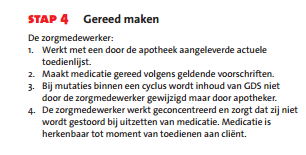 STAP 4 Gereed maken
De zorgmedewerker:
1. Werkt met een door de apotheek aangeleverde actuele
toedienlijst.
2. Maakt medicatie gereed volgens geldende voorschriften.
3. Bij mutaties binnen een cyclus wordt inhoud van GDS niet
door de zorgmedewerker gewijzigd maar door apotheker.
4. De zorgmedewerker werkt geconcentreerd en zorgt dat zij niet
wordt gestoord bij uitzetten van medicatie. Medicatie is
herkenbaar tot moment van toedienen aan cliënt.